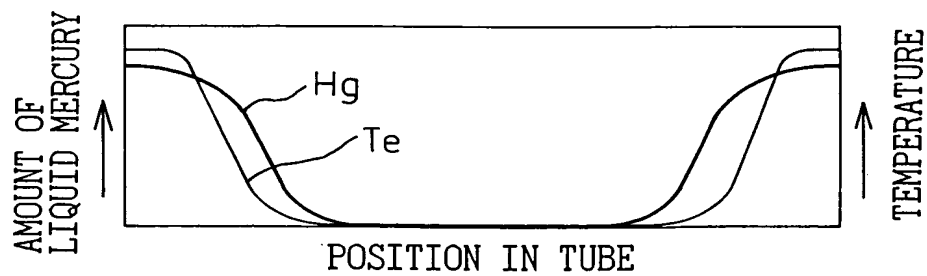 AMOUNT OF
LIQUID MERCURY
Hg
Te
TEMPERATURE
POSITION IN TUBE